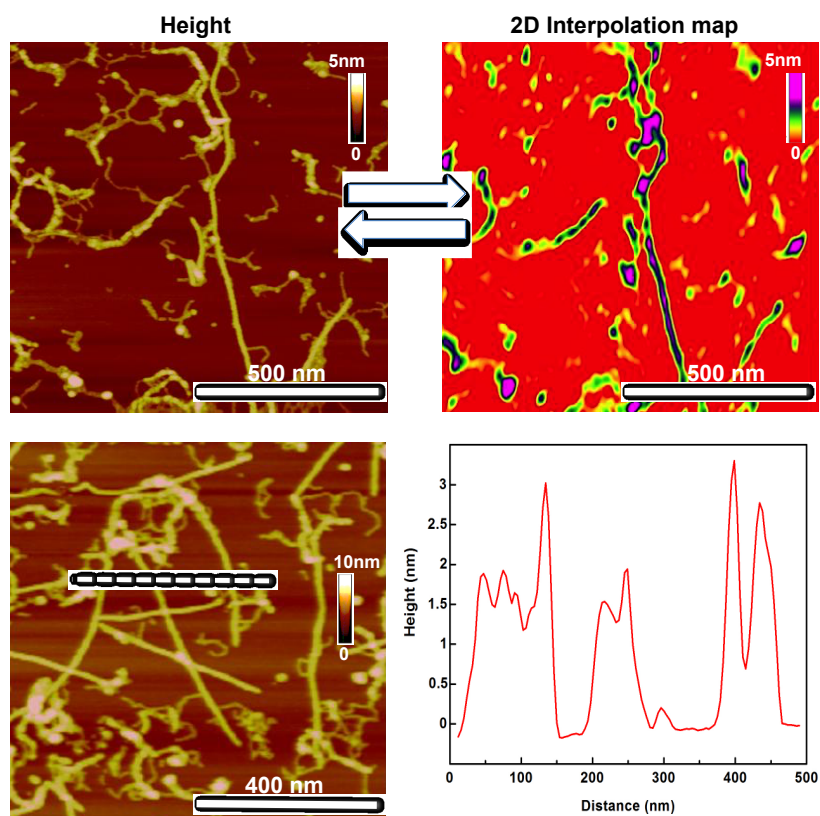 Height
2D Interpolation map
5nm
0
500 nm
5nm
0
500 nm
10nm
0
400 nm
Height (nm)
3
2.5
2
1.5
1
0.5
0
0
100
200
300
400
500
Distance (nm)